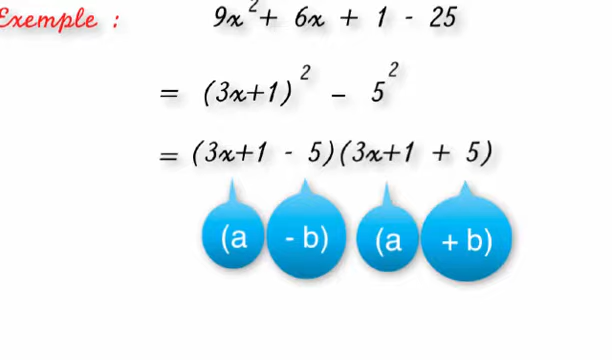 Exemple : 9x²+ 6x + 1 - 25
= (3x+1)² – 5²
= (3x+1 - 5)(3x+1 + 5)
(a - b) (a + b)